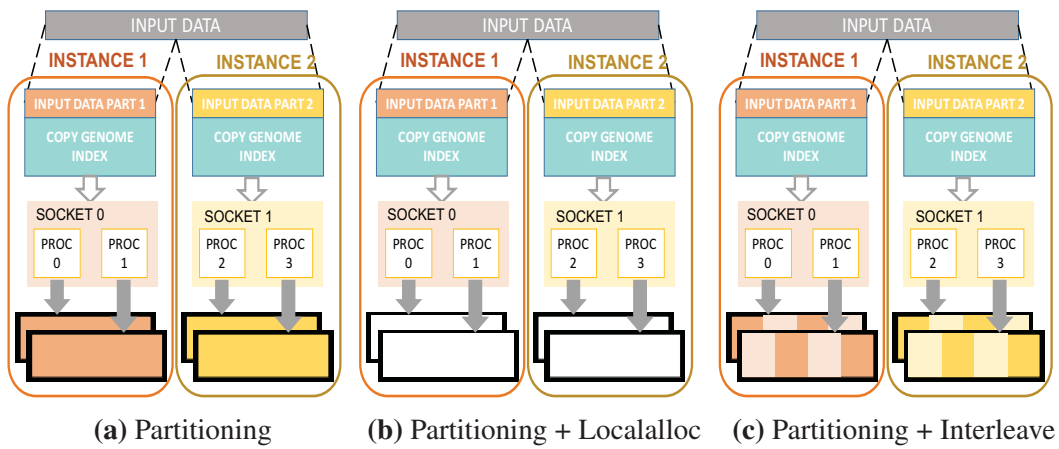 INPUT DATA
INSTANCE 1
INSTANCE 2
INPUT DATA PART 1
INPUT DATA PART 2
COPY GENOME
INDEX
COPY GENOME
INDEX
SOCKET 0
SOCKET 1
PROC
0
PROC
1
PROC
2
PROC
3
(a) Partitioning
INPUT DATA
INSTANCE 1
INSTANCE 2
INPUT DATA PART 1
INPUT DATA PART 2
COPY GENOME
INDEX
COPY GENOME
INDEX
SOCKET 0
SOCKET 1
PROC
0
PROC
1
PROC
2
PROC
3
(b) Partitioning + Localalloc
INPUT DATA
INSTANCE 1
INSTANCE 2
INPUT DATA PART 1
INPUT DATA PART 2
COPY GENOME
INDEX
COPY GENOME
INDEX
SOCKET 0
SOCKET 1
PROC
0
PROC
1
PROC
2
PROC
3
(c) Partitioning + Interleave